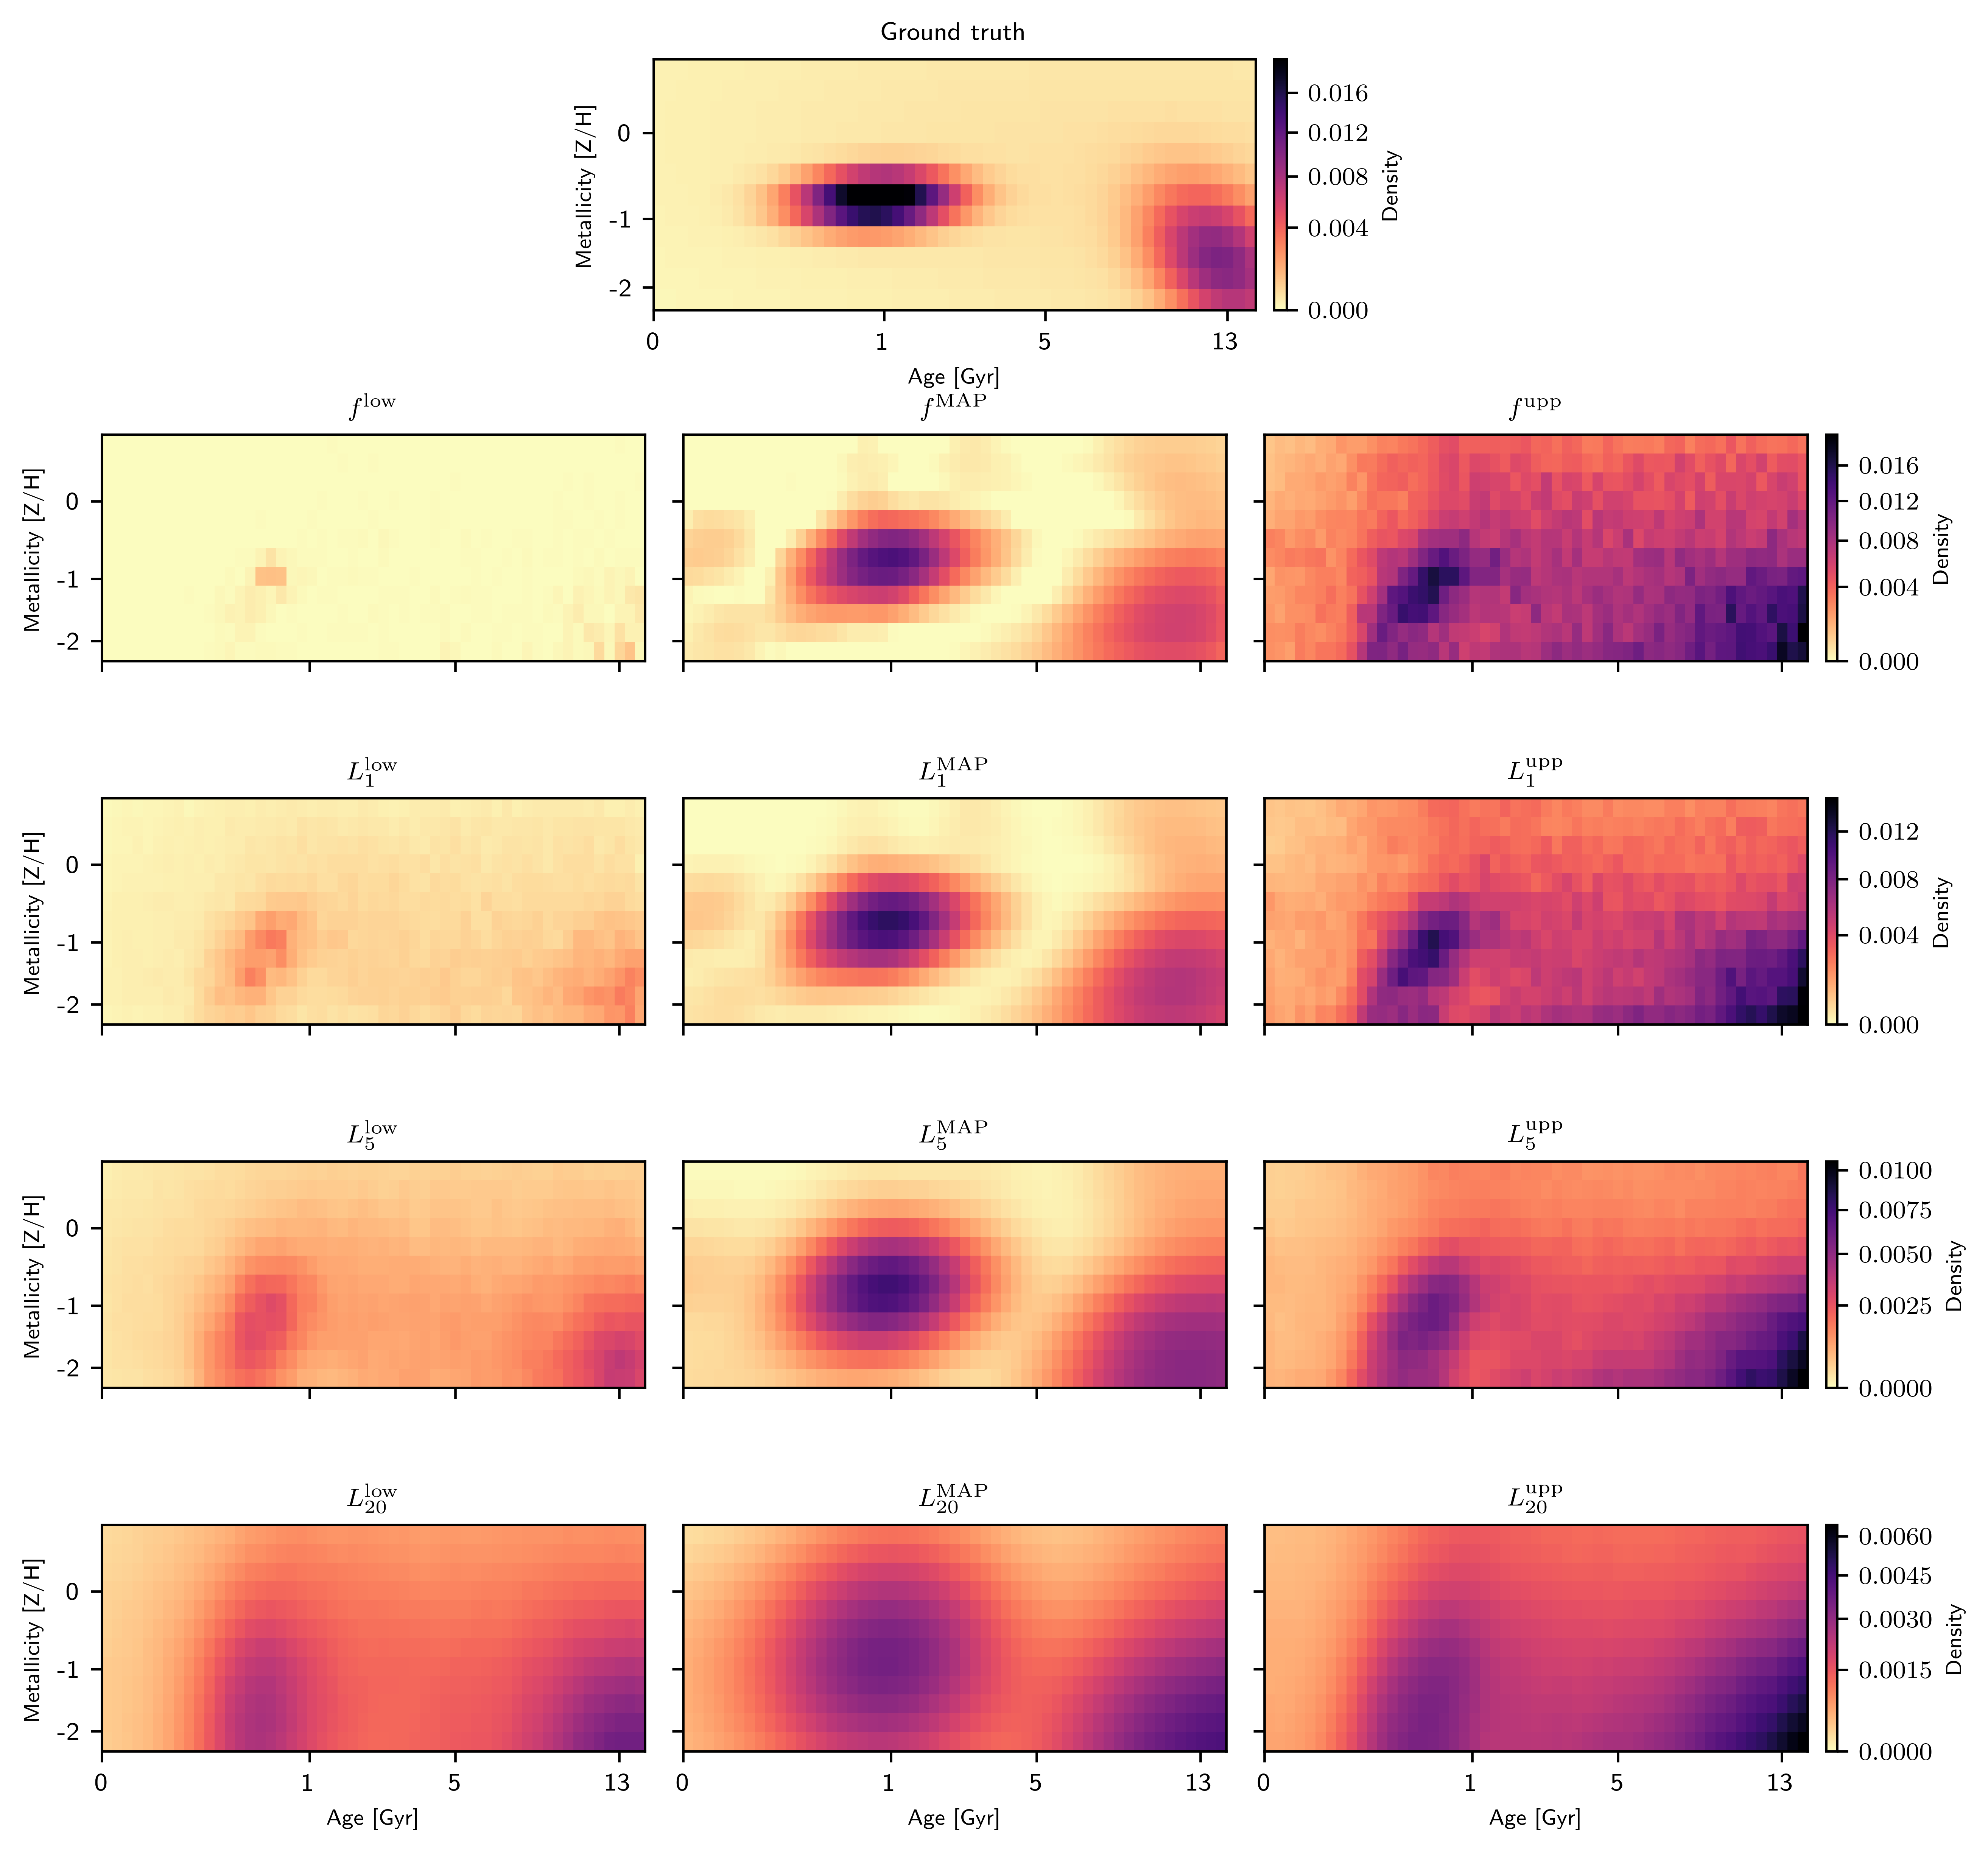 Ground truth
Metallicity [Z/H]
0
-1
-2
0 1 5 13
Age [Gyr]
0.016
0.012
0.008
0.004
0.000
Density
f^low f^MAP f^upp
Metallicity [Z/H]
0
-1
-2
0.016
0.012
0.008
0.004
0.000
Density
L_1^low L_1^MAP L_1^upp
Metallicity [Z/H]
0
-1
-2
0.012
0.008
0.004
0.000
Density
L_5^low L_5^MAP L_5^upp
Metallicity [Z/H]
0
-1
-2
0.0100
0.0075
0.0050
0.0025
0.0000
Density
L_20^low L_20^MAP L_20^upp
Metallicity [Z/H]
0
-1
-2
0.0060
0.0045
0.0030
0.0015
0.0000
Density
0 1 5 13 0 1 5 13 0 1 5 13
Age [Gyr] Age [Gyr] Age [Gyr]